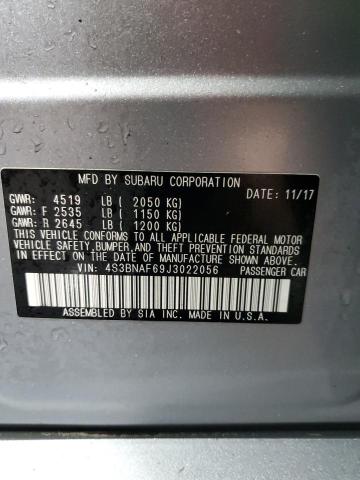 MFD BY SUBARU CORPORATION
GVWR: 4519 LB ( 2050 KG) DATE: 11/17
GAWR: F 2535 LB ( 1150 KG)
GAWR: R 2645 LB ( 1200 KG)
THIS VEHICLE CONFORMS TO ALL APPLICABLE FEDERAL MOTOR
VEHICLE SAFETY,BUMPER,AND THEFT PREVENTION STANDARDS
IN EFFECT ON THE DATE OF MANUFACTURE SHOWN ABOVE.
VIN: 4S3BNAF69J3022056 PASSENGER CAR
ASSEMBLED BY SIA INC. MADE IN U.S.A.